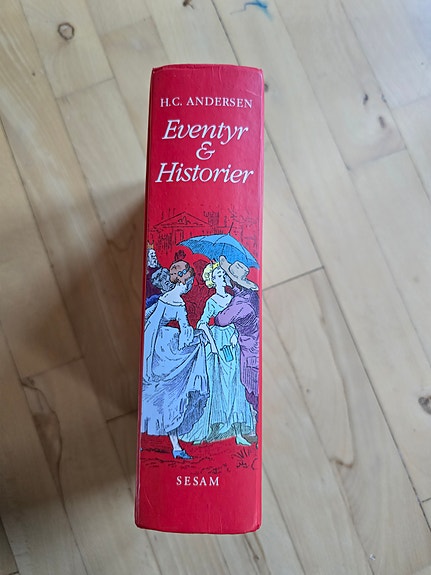 H.C. ANDERSEN
Eventyr
&
Historier
SESAM